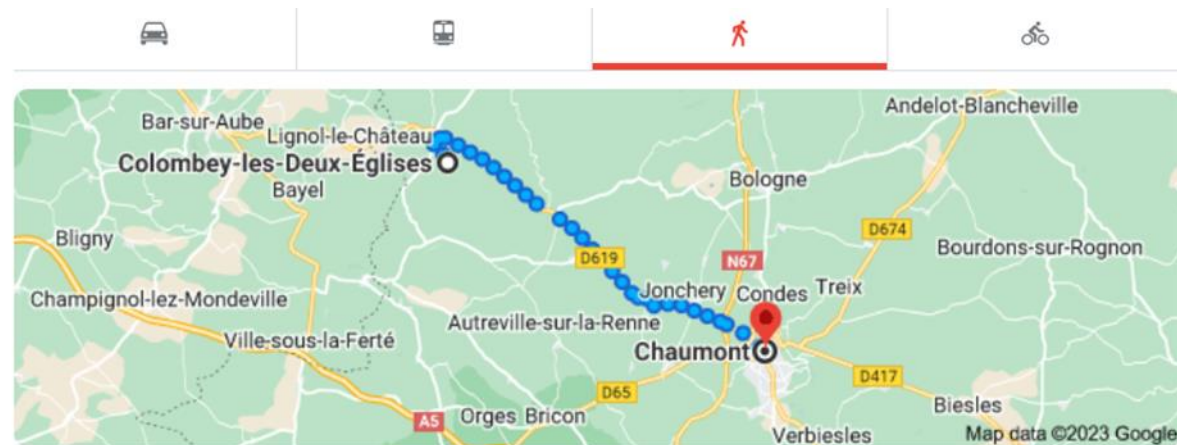 Andelot-Blancheville
Bar-sur-Aube
Lignol-le-Château
Colombey-les-Deux-Églises
Bayel
Bologne
D674
Bligny
D619
N67
Bourdons-sur-Rognon
Champignol-lez-Mondeville
Jonchery
Condes
Treix
Autreville-sur-la-Renne
Ville-sous-la-Ferté
Chaumont
D417
D65
Biesles
A5
Orges
Bricon
Verbiesles
Map data ©2023 Google